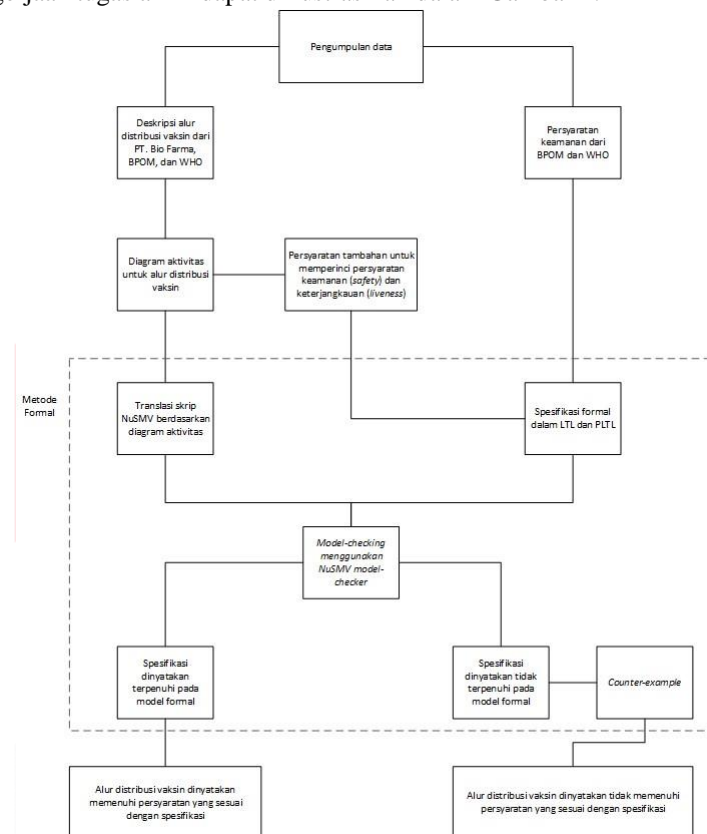 Pengumpulan data
Deskripsi alur
distribusi vaksin dari
PT. Bio Farma,
BPOM, dan WHO
Persyaratan
keamanan dari
BPOM dan WHO
Diagram aktivitas
untuk alur distribusi
vaksin
Persyaratan tambahan untuk
memperinci persyaratan
keamanan (safety) dan
keterjangkauan (liveness)
Metode
Formal
Translasi skrip
NuSMV berdasarkan
diagram aktivitas
Spesifikasi formal
dalam LTL dan PLTL
Model-checking
menggunakan
NuSMV model-
checker
Spesifikasi
dinyatakan
terpenuhi pada
model formal
Spesifikasi
dinyatakan tidak
terpenuhi pada
model formal
Counter-example
Alur distribusi vaksin dinyatakan
memenuhi persyaratan yang sesuai
dengan spesifikasi
Alur distribusi vaksin dinyatakan tidak memenuhi
persyaratan yang sesuai dengan spesifikasi